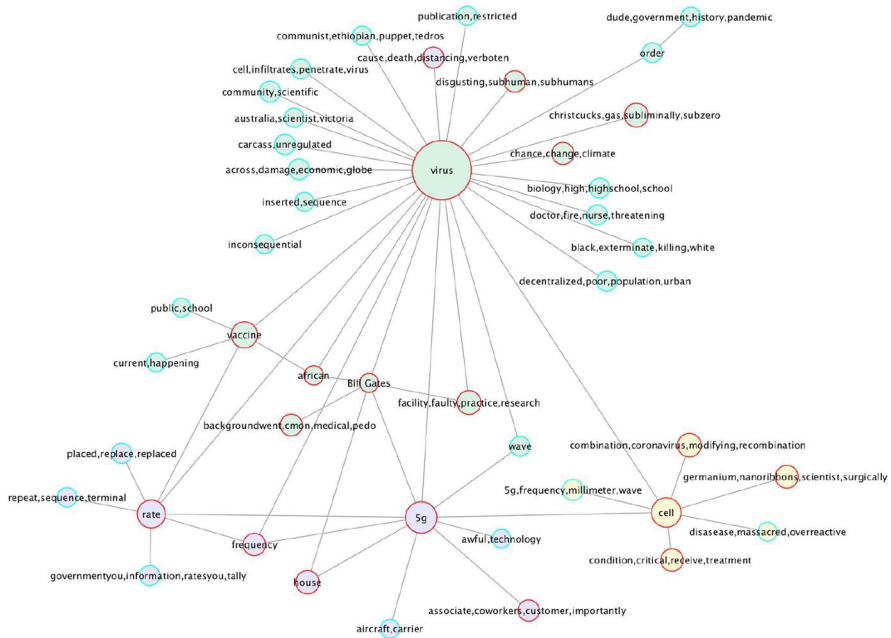 publication,restricted
dude,government,history,pandemic
communist,ethiopian,puppet,tedros
order
cause,death,distancing,verboten
cell,infiltrates,penetrate,virus
disgusting,subhuman,subhumans
community,scientific
christcucks,gas,subliminally,subzero
australia,scientist,victoria
carcass,unregulated
chance,change,climate
across,damage,economic,globe
virus
biology,high,highschool,school
inserted,sequence
doctor,fire,nurse,threatening
inconsequential
black,exterminate,killing,white
decentralized,poor,population,urban
public,school
vaccine
current,happening
african
Bill Gates
facility,faulty,practice,research
backgroundwent,cmon,medical,pedo
placed,replace,replaced
wave
combination,coronavirus,modifying,recombination
germanium,nanoribbons,scientist,surgically
5g,frequency,millimeter,wave
repeat,sequence,terminal
rate
5g
cell
disasease,massacred,overreactive
awful,technology
frequency
condition,critical,receive,treatment
governmentyou,information,ratesyou,tally
house
associate,coworkers,customer,importantly
aircraft,carrier